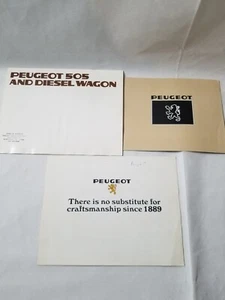 PEUGEOT 505
AND DIESEL WAGON
PEUGEOT
PEUGEOT
There is no substitute for
craftsmanship since 1889